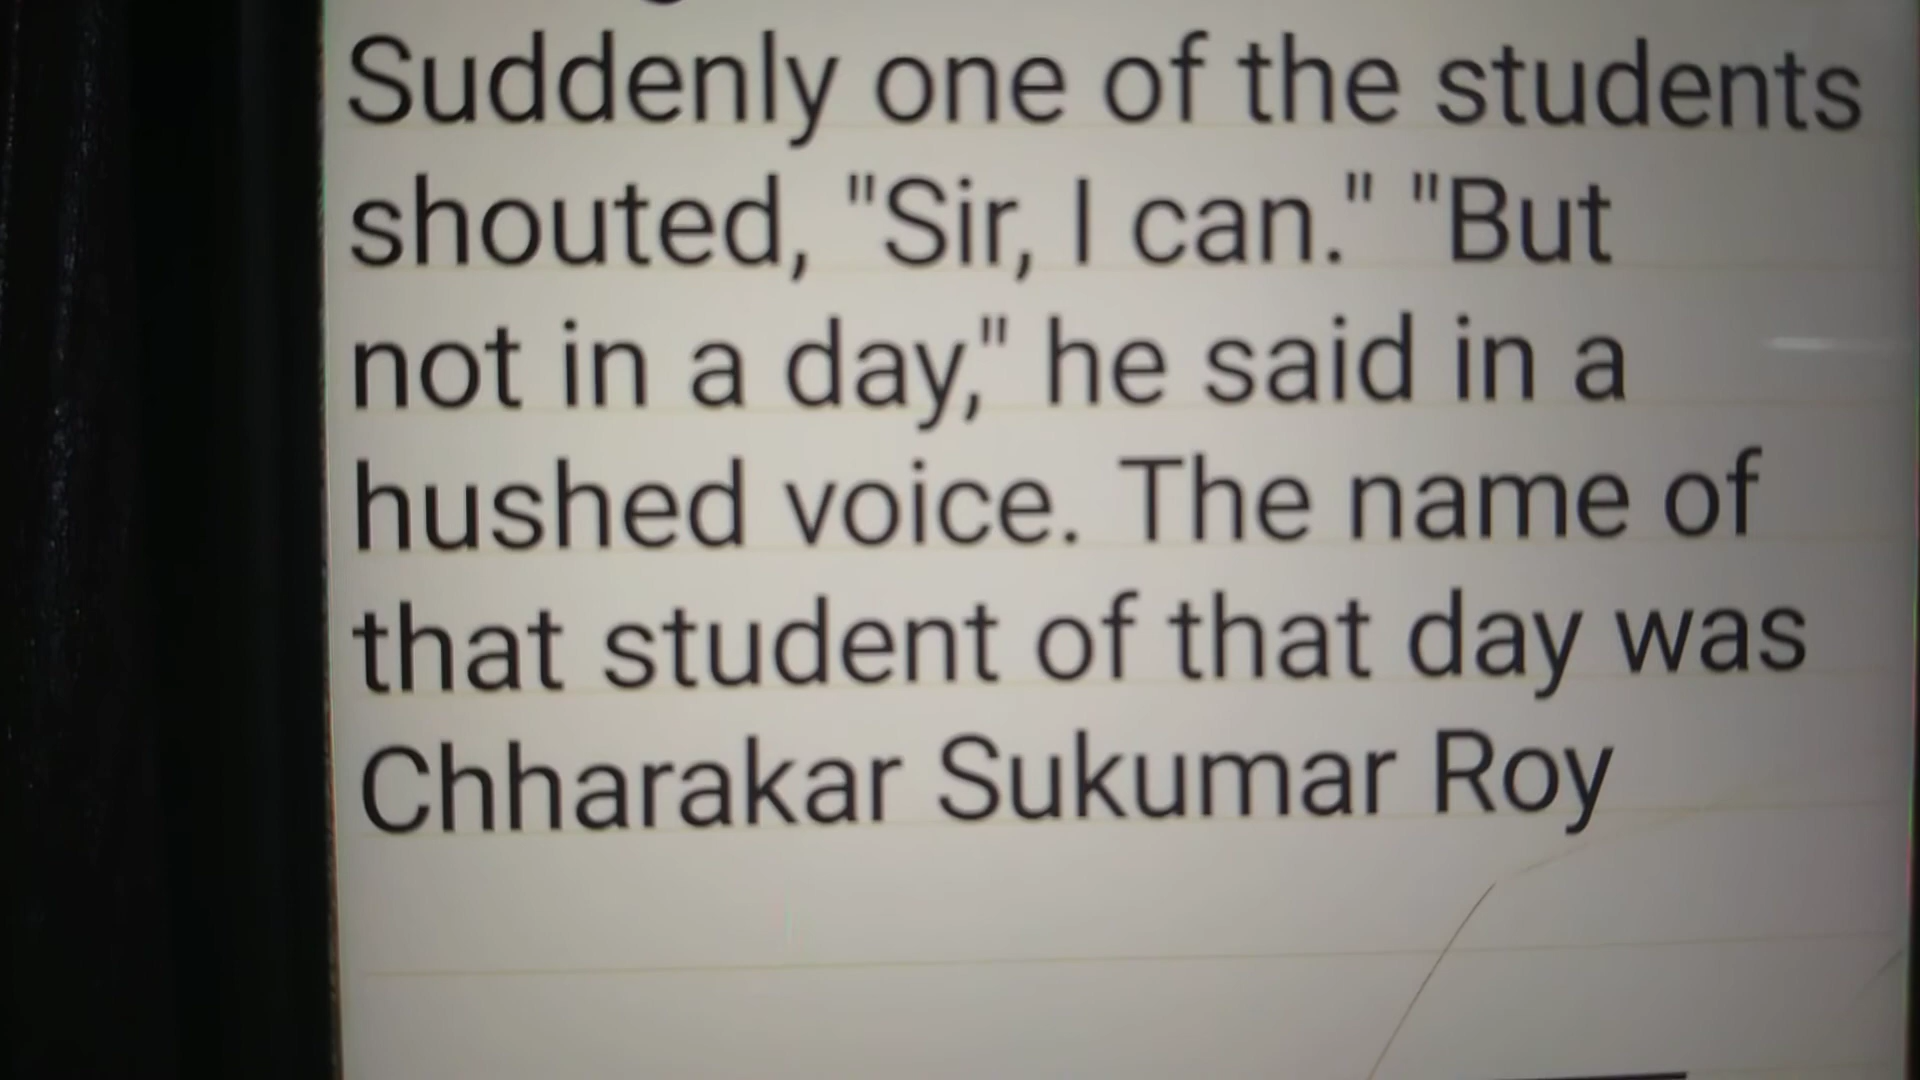 Suddenly one of the students
shouted, "Sir, I can." "But
not in a day," he said in a
hushed voice. The name of
that student of that day was
Chharakar Sukumar Roy